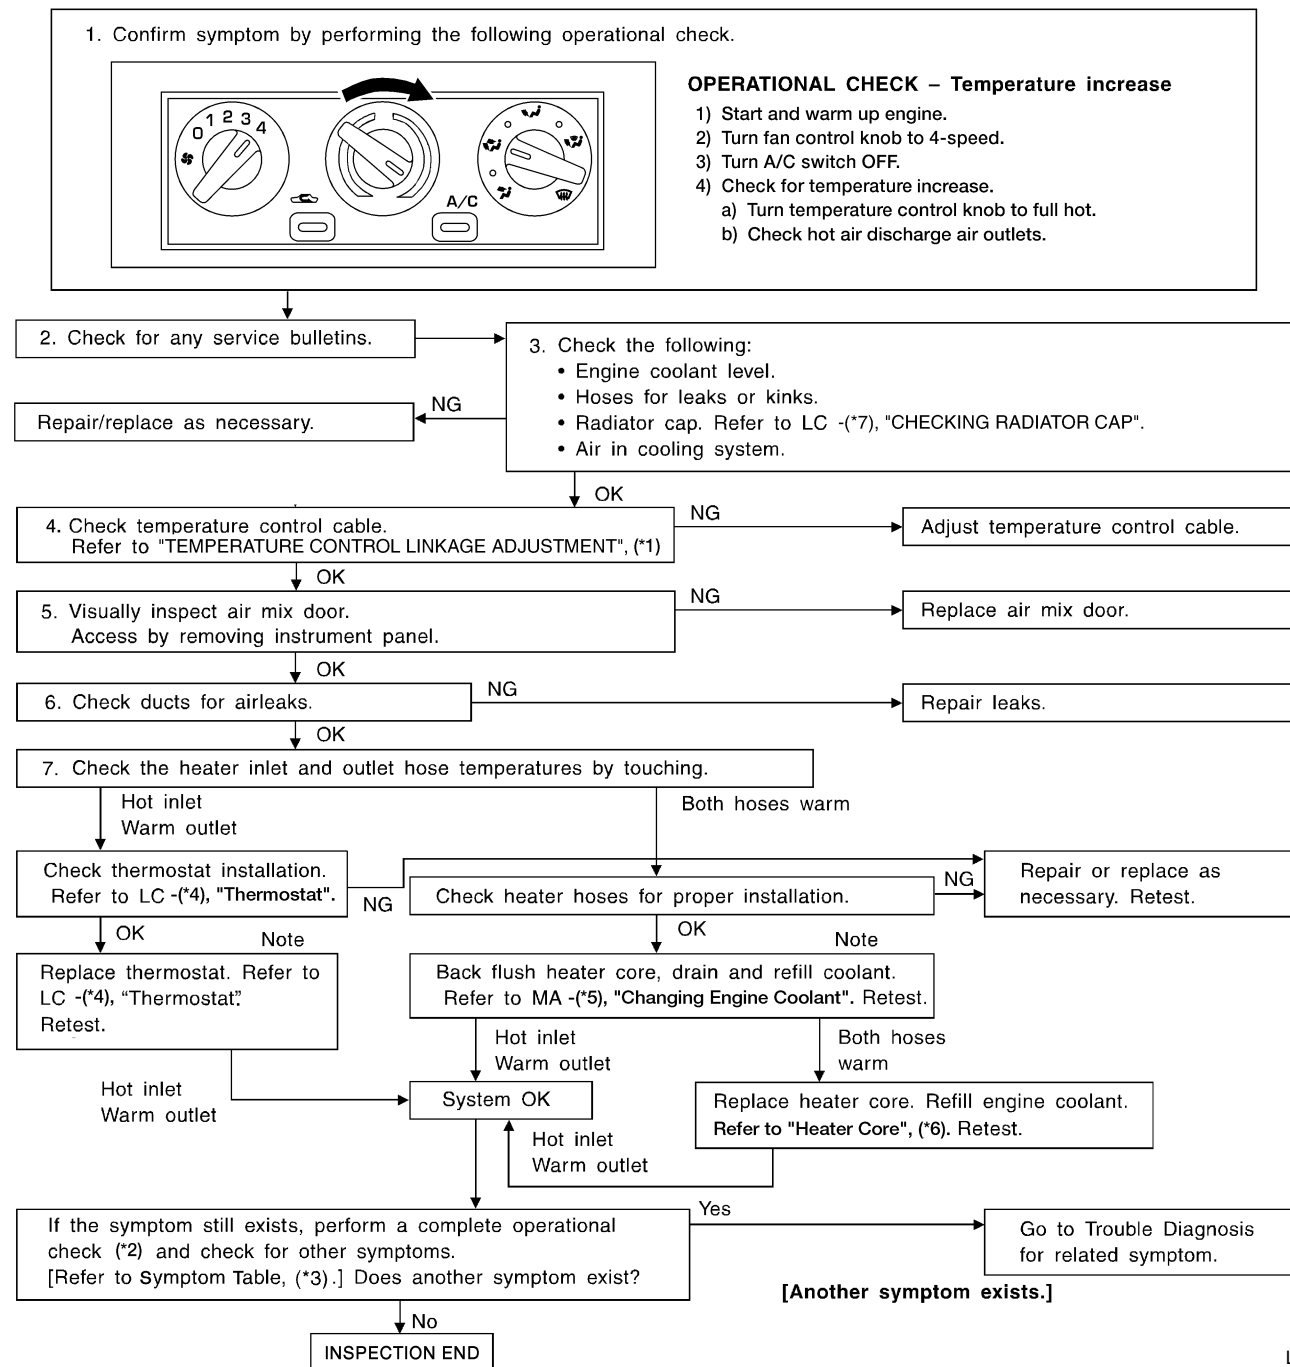 1. Confirm symptom by performing the following operational check.
0 1 2 3 4
A/C
OPERATIONAL CHECK – Temperature increase
1) Start and warm up engine.
2) Turn fan control knob to 4-speed.
3) Turn A/C switch OFF.
4) Check for temperature increase.
a) Turn temperature control knob to full hot.
b) Check hot air discharge air outlets.
2. Check for any service bulletins.
3. Check the following:
• Engine coolant level.
• Hoses for leaks or kinks.
• Radiator cap. Refer to LC -(*7), "CHECKING RADIATOR CAP".
• Air in cooling system.
NG
Repair/replace as necessary.
OK
4. Check temperature control cable.
Refer to "TEMPERATURE CONTROL LINKAGE ADJUSTMENT", (*1)
NG
Adjust temperature control cable.
OK
5. Visually inspect air mix door.
Access by removing instrument panel.
NG
Replace air mix door.
OK
6. Check ducts for airleaks.
NG
Repair leaks.
OK
7. Check the heater inlet and outlet hose temperatures by touching.
Hot inlet
Warm outlet
Both hoses warm
Check thermostat installation.
Refer to LC -(*4), "Thermostat".
NG
Check heater hoses for proper installation.
NG
Repair or replace as
necessary. Retest.
OK
Note
OK
Note
Replace thermostat. Refer to
LC -(*4), “Thermostat”.
Retest.
Back flush heater core, drain and refill coolant.
Refer to MA -(*5), "Changing Engine Coolant". Retest.
Hot inlet
Warm outlet
Both hoses
warm
Hot inlet
Warm outlet
System OK
Replace heater core. Refill engine coolant.
Refer to "Heater Core", (*6). Retest.
Hot inlet
Warm outlet
If the symptom still exists, perform a complete operational
check (*2) and check for other symptoms.
[Refer to Symptom Table, (*3).] Does another symptom exist?
Yes
Go to Trouble Diagnosis
for related symptom.
[Another symptom exists.]
No
INSPECTION END
L